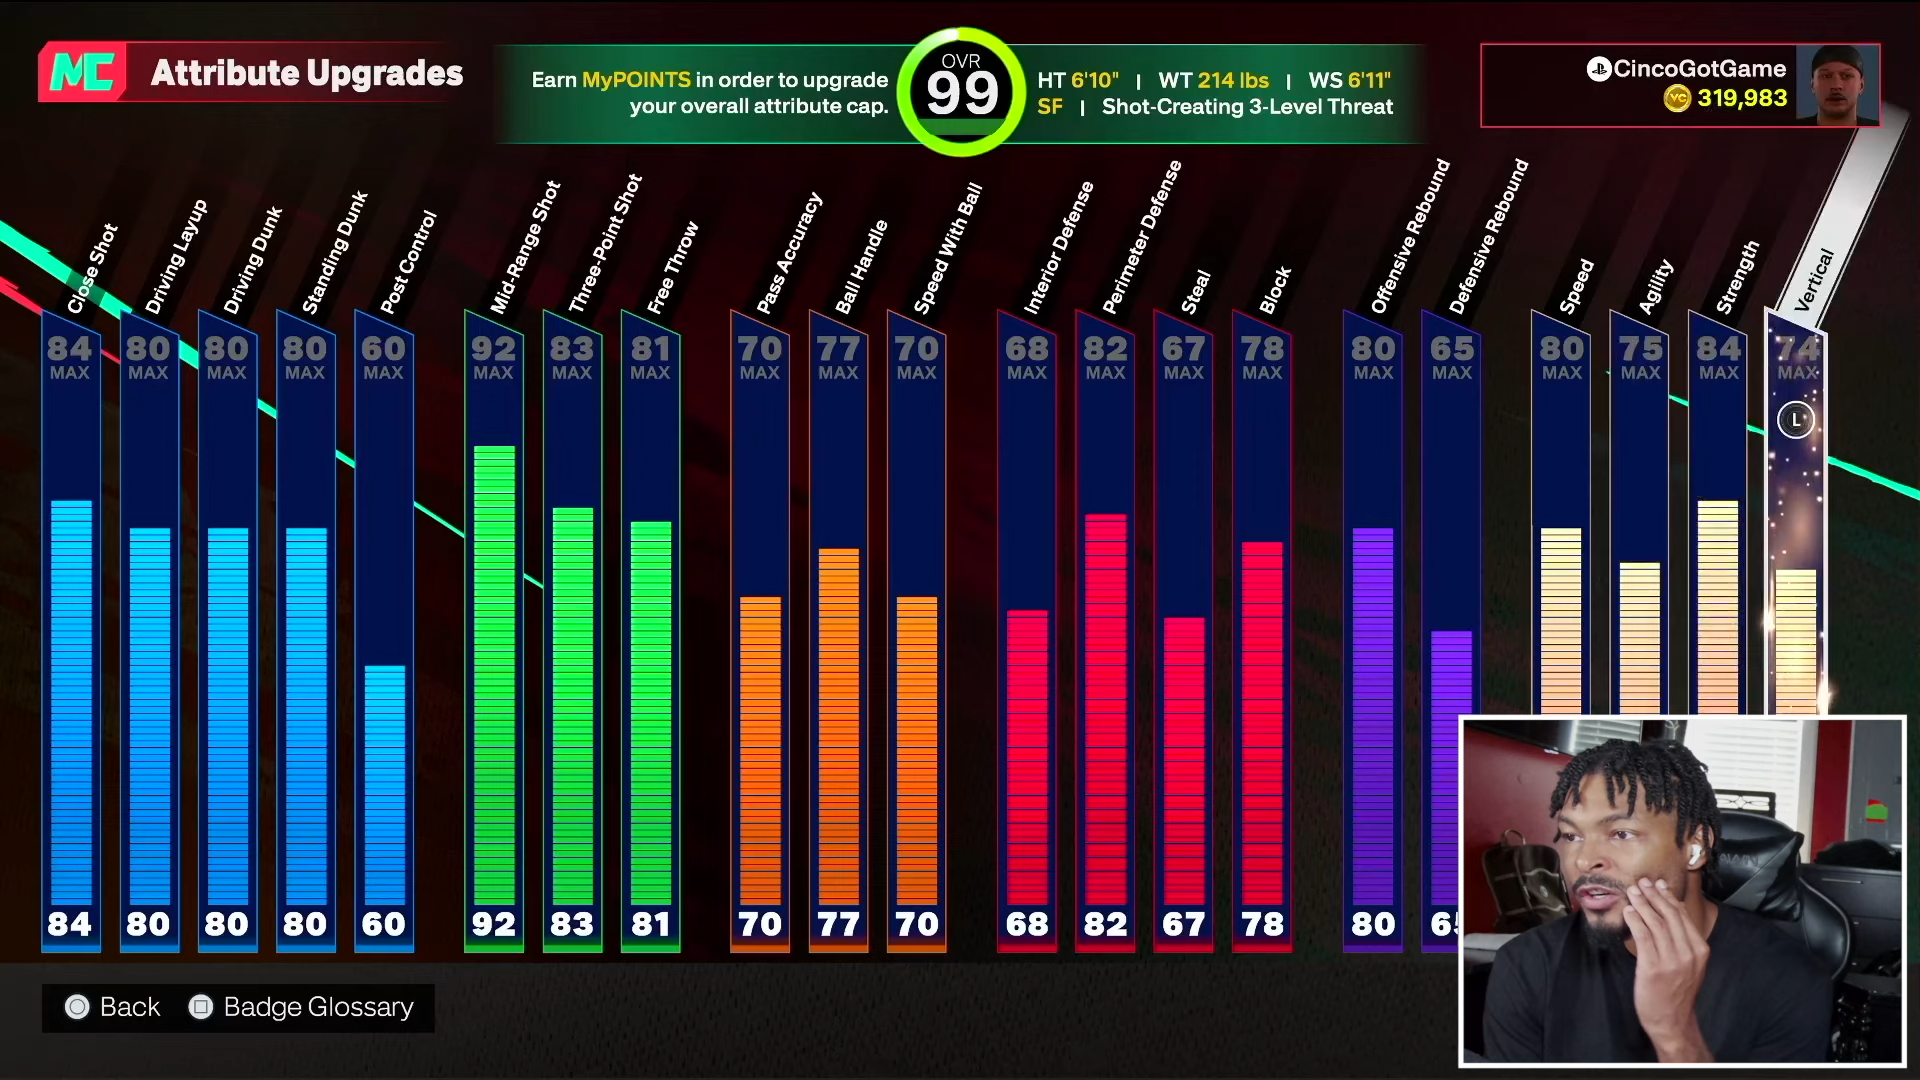 MC Attribute Upgrades
Earn MyPOINTS in order to upgrade
your overall attribute cap.
OVR
99
HT 6'10" | WT 214 lbs | WS 6'11"
SF | Shot-Creating 3-Level Threat
CincoGotGame
VC 319,983
Close Shot
Driving Layup
Driving Dunk
Standing Dunk
Post Control
Mid-Range Shot
Three-Point Shot
Free Throw
Pass Accuracy
Ball Handle
Speed With Ball
Interior Defense
Perimeter Defense
Steal
Block
Offensive Rebound
Defensive Rebound
Speed
Agility
Strength
Vertical
84 80 80 80 60 92 83 81 70 77 70 68 82 67 78 80 65 80 75 84 74
MAX MAX MAX MAX MAX MAX MAX MAX MAX MAX MAX MAX MAX MAX MAX MAX MAX MAX MAX MAX MAX
L
84 80 80 80 60 92 83 81 70 77 70 68 82 67 78 80 65
Back Badge Glossary